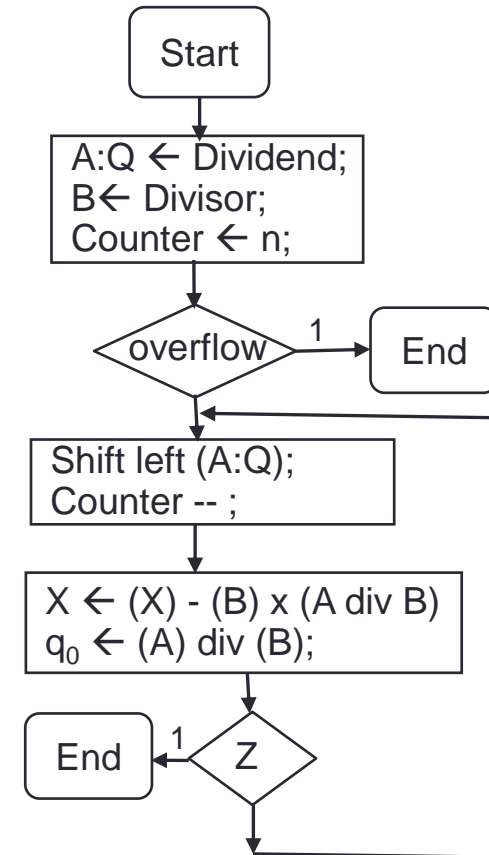 Start
A:Q ← Dividend;
B← Divisor;
Counter ← n;
overflow
1
End
Shift left (A:Q);
Counter -- ;
X ← (X) - (B) x (A div B)
q₀ ← (A) div (B);
End
1
Z